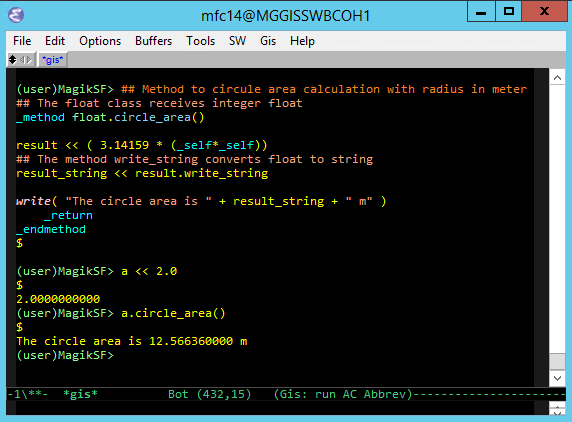 mfc14@MGGISSWBCOH1
File Edit Options Buffers Tools SW Gis Help
*gis*
(user)MagikSF> ## Method to circule area calculation with radius in meter
## The float class receives integer float
_method float.circle_area()
result << ( 3.14159 * (_self*_self))
## The method write_string converts float to string
result_string << result.write_string
write( "The circle area is " + result_string + " m" )
_return
_endmethod
$
(user)MagikSF> a << 2.0
$
2.0000000000
(user)MagikSF> a.circle_area()
$
The circle area is 12.566360000 m
(user)MagikSF>
-1\**- *gis* Bot (432,15) (Gis: run AC Abbrev)----------------------